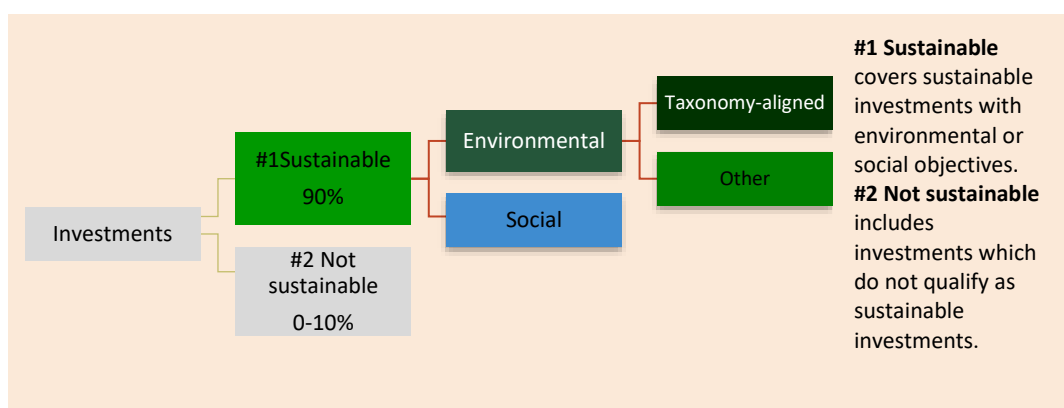 Investments
#1Sustainable
90%
#2 Not
sustainable
0-10%
Environmental
Social
Taxonomy-aligned
Other
#1 Sustainable
covers sustainable
investments with
environmental or
social objectives.
#2 Not sustainable
includes
investments which
do not qualify as
sustainable
investments.